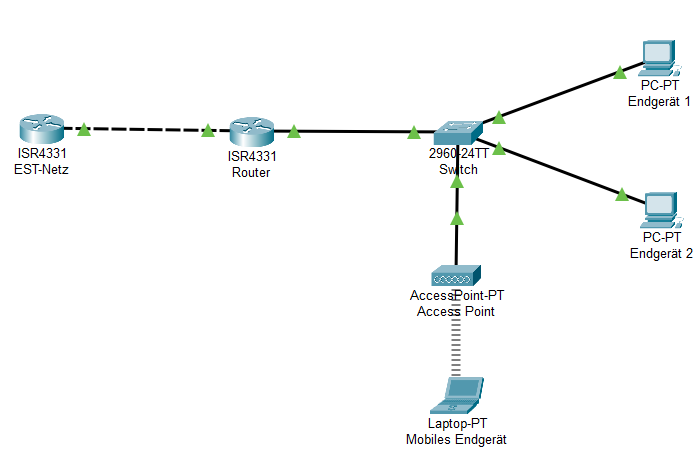 PC-PT
Endgerät 1
ISR4331
EST-Netz
ISR4331
Router
2960-24TT
Switch
PC-PT
Endgerät 2
AccessPoint-PT
Access Point
Laptop-PT
Mobiles Endgerät